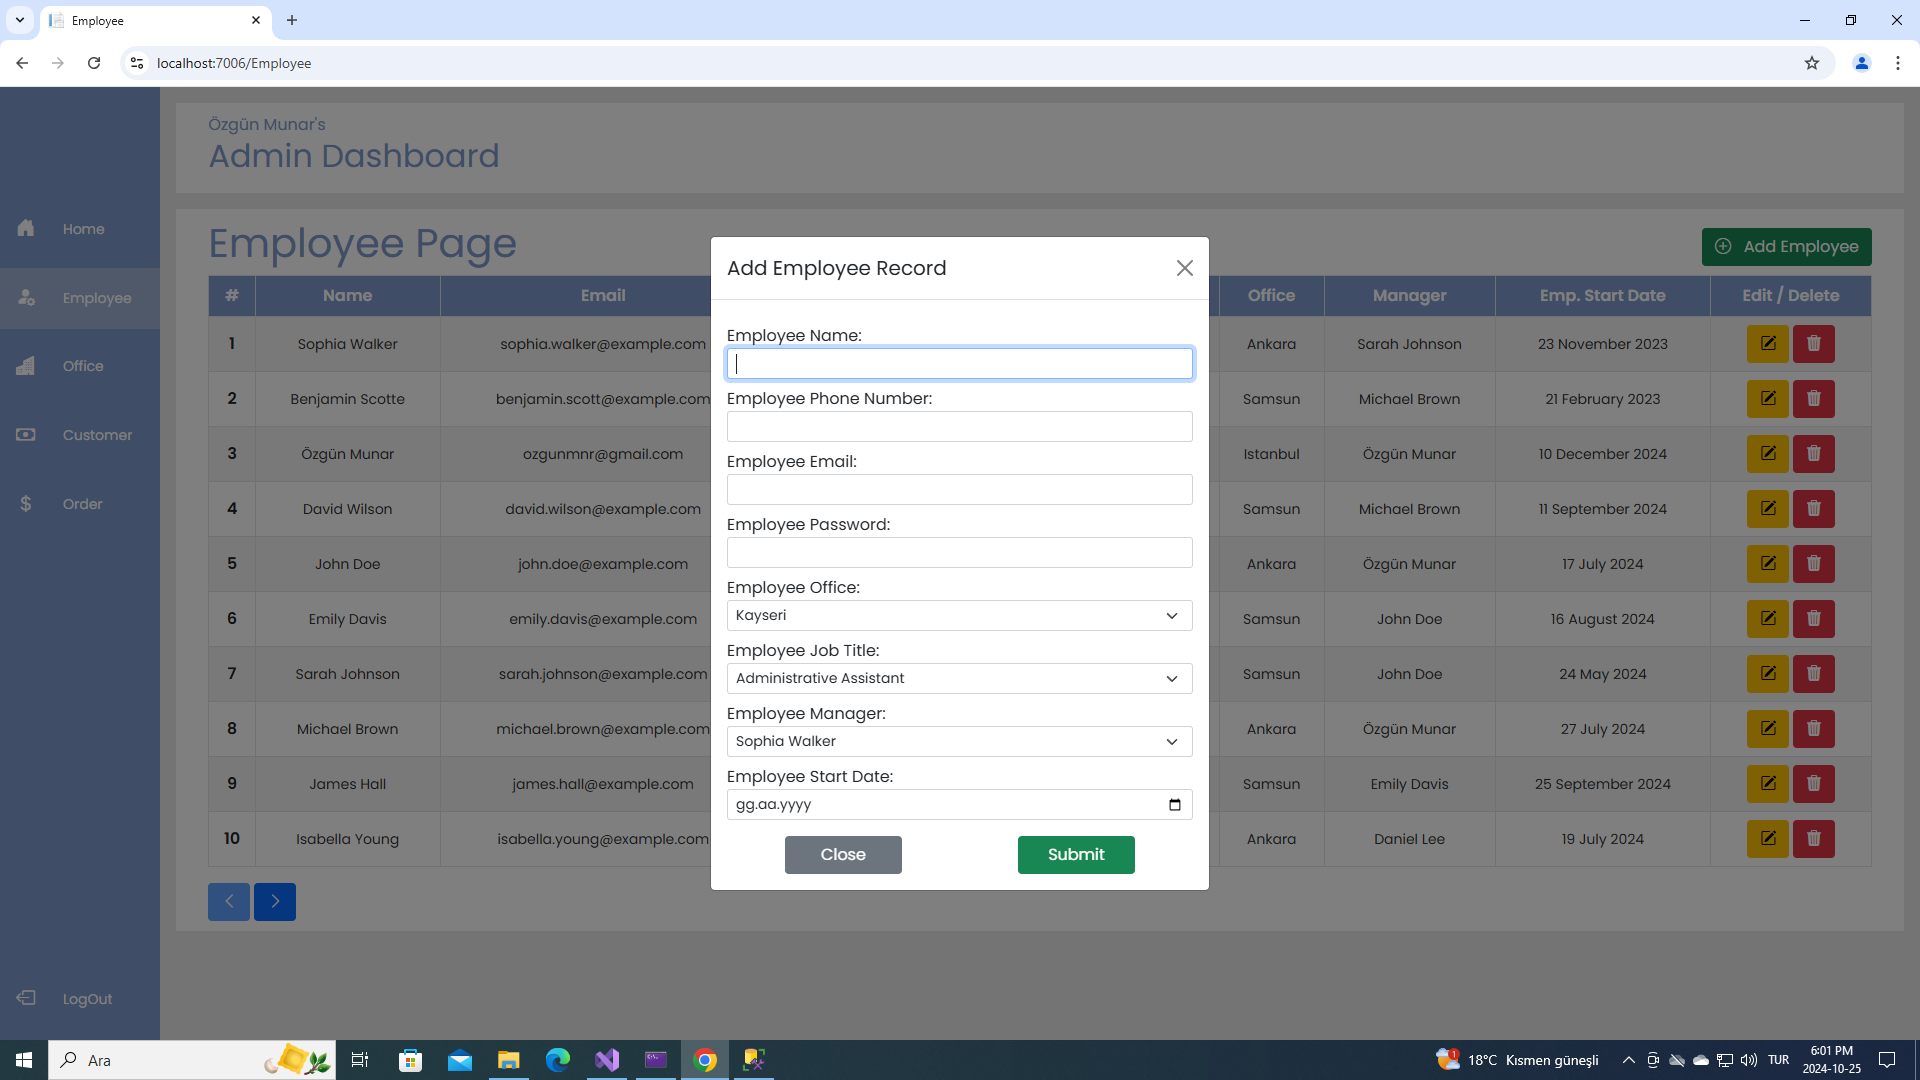 Employee
localhost:7006/Employee
Özgün Munar's
Admin Dashboard
Home
Employee
Office
Customer
Order
LogOut
Employee Page
Add Employee
# Name Email Office Manager Emp. Start Date Edit / Delete
1 Sophia Walker sophia.walker@example.com Ankara Sarah Johnson 23 November 2023
2 Benjamin Scotte benjamin.scott@example.com Samsun Michael Brown 21 February 2023
3 Özgün Munar ozgunmnr@gmail.com Istanbul Özgün Munar 10 December 2024
4 David Wilson david.wilson@example.com Samsun Michael Brown 11 September 2024
5 John Doe john.doe@example.com Ankara Özgün Munar 17 July 2024
6 Emily Davis emily.davis@example.com Samsun John Doe 16 August 2024
7 Sarah Johnson sarah.johnson@example.com Samsun John Doe 24 May 2024
8 Michael Brown michael.brown@example.com Ankara Özgün Munar 27 July 2024
9 James Hall james.hall@example.com Samsun Emily Davis 25 September 2024
10 Isabella Young isabella.young@example.com Ankara Daniel Lee 19 July 2024
Add Employee Record
Employee Name:
Employee Phone Number:
Employee Email:
Employee Password:
Employee Office:
Kayseri
Employee Job Title:
Administrative Assistant
Employee Manager:
Sophia Walker
Employee Start Date:
gg.aa.yyyy
Close
Submit
Ara
1
18°C Kısmen güneşli
TUR
6:01 PM
2024-10-25